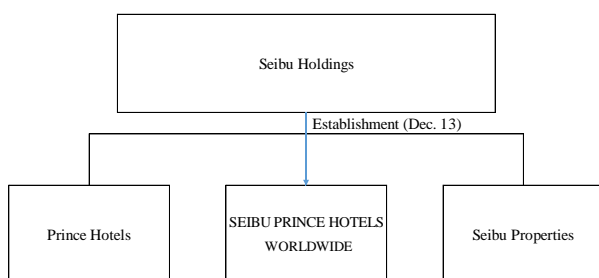 Seibu Holdings
Establishment (Dec. 13)
Prince Hotels
SEIBU PRINCE HOTELS
WORLDWIDE
Seibu Properties